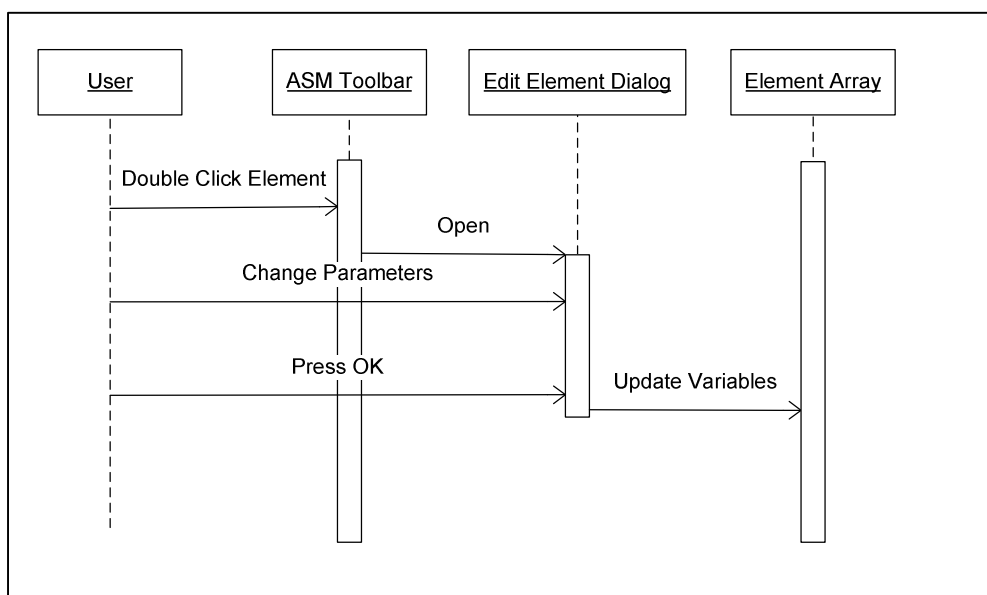 User
ASM Toolbar
Edit Element Dialog
Element Array
Double Click Element
Open
Change Parameters
Press OK
Update Variables